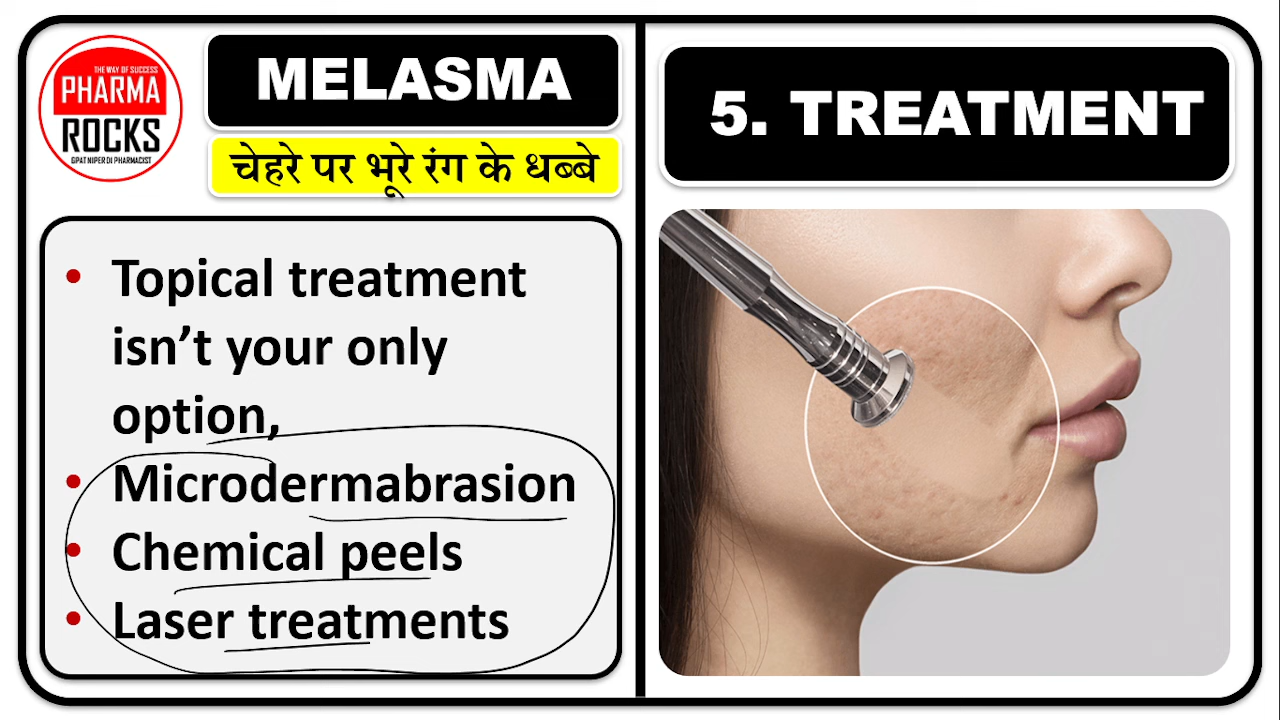 THE WAY OF SUCCESS
PHARMA
ROCKS
GPAT NIPER DI PHARMACIST
MELASMA
चेहरे पर भूरे रंग के धब्बे
• Topical treatment
isn’t your only
option,
• Microdermabrasion
• Chemical peels
• Laser treatments
5. TREATMENT